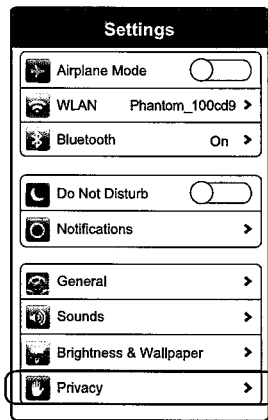 Settings
Airplane Mode
WLAN Phantom_100cd9 >
Bluetooth On >
Do Not Disturb
Notifications >
General >
Sounds >
Brightness & Wallpaper >
Privacy >